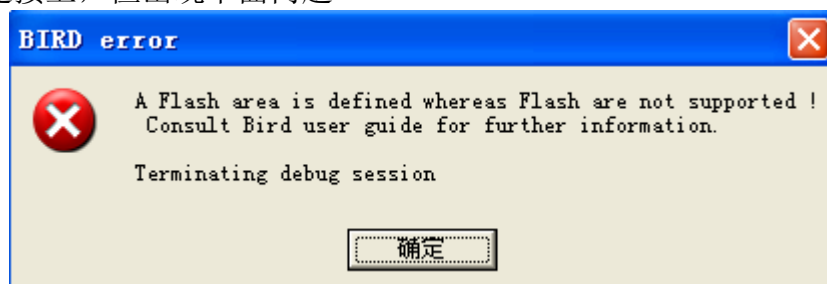 BIRD error
A Flash area is defined whereas Flash are not supported !
Consult Bird user guide for further information.
Terminating debug session
确定